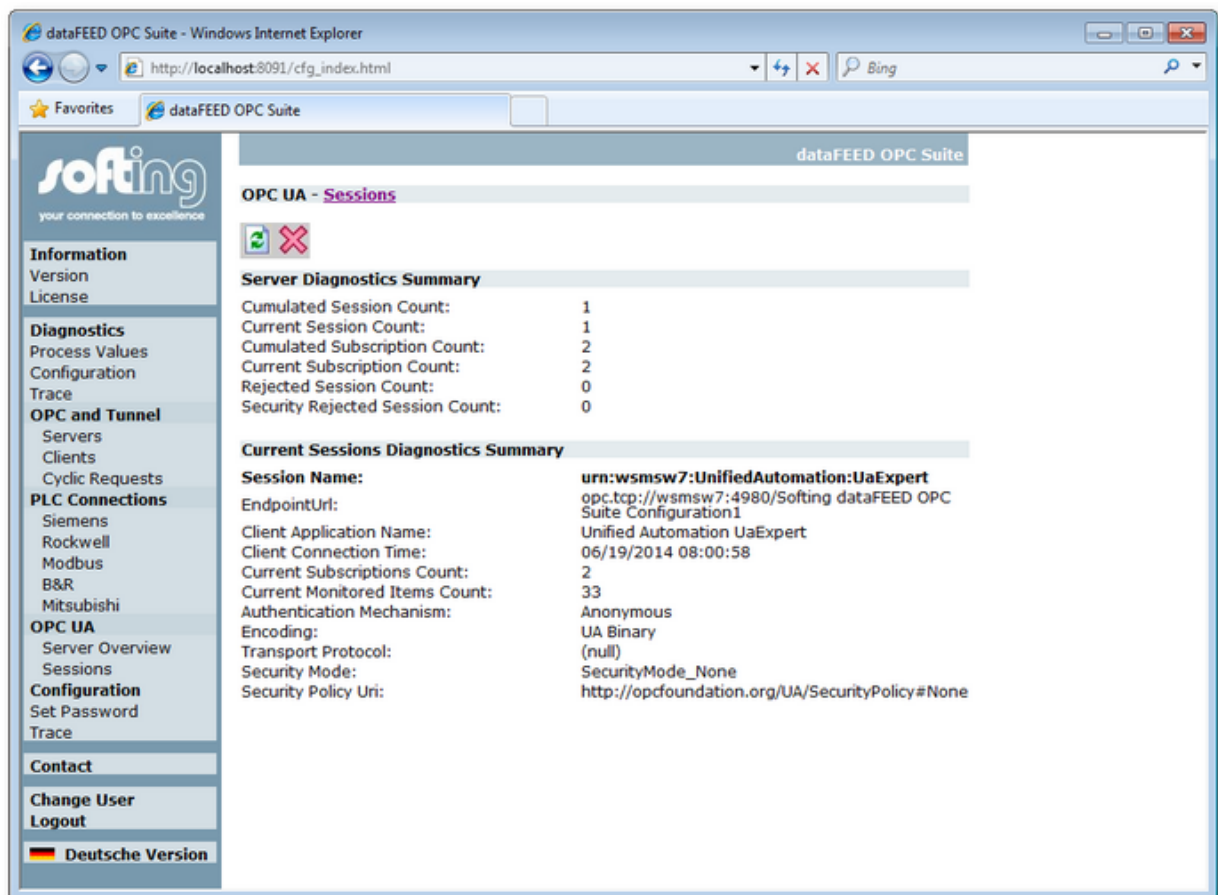 dataFEED OPC Suite - Windows Internet Explorer
http://localhost:8091/cfg_index.html
Bing
Favorites
dataFEED OPC Suite
softing
your connection to excellence
Information
Version
License
Diagnostics
Process Values
Configuration
Trace
OPC and Tunnel
Servers
Clients
Cyclic Requests
PLC Connections
Siemens
Rockwell
Modbus
B&R
Mitsubishi
OPC UA
Server Overview
Sessions
Configuration
Set Password
Trace
Contact
Change User
Logout
Deutsche Version
dataFEED OPC Suite
OPC UA - Sessions
Server Diagnostics Summary
Cumulated Session Count: 1
Current Session Count: 1
Cumulated Subscription Count: 2
Current Subscription Count: 2
Rejected Session Count: 0
Security Rejected Session Count: 0
Current Sessions Diagnostics Summary
Session Name: urn:wsmsw7:UnifiedAutomation:UaExpert
EndpointUrl: opc.tcp://wsmsw7:4980/Softing dataFEED OPC
Suite Configuration1
Client Application Name: Unified Automation UaExpert
Client Connection Time: 06/19/2014 08:00:58
Current Subscriptions Count: 2
Current Monitored Items Count: 33
Authentication Mechanism: Anonymous
Encoding: UA Binary
Transport Protocol: (null)
Security Mode: SecurityMode_None
Security Policy Uri: http://opcfoundation.org/UA/SecurityPolicy#None